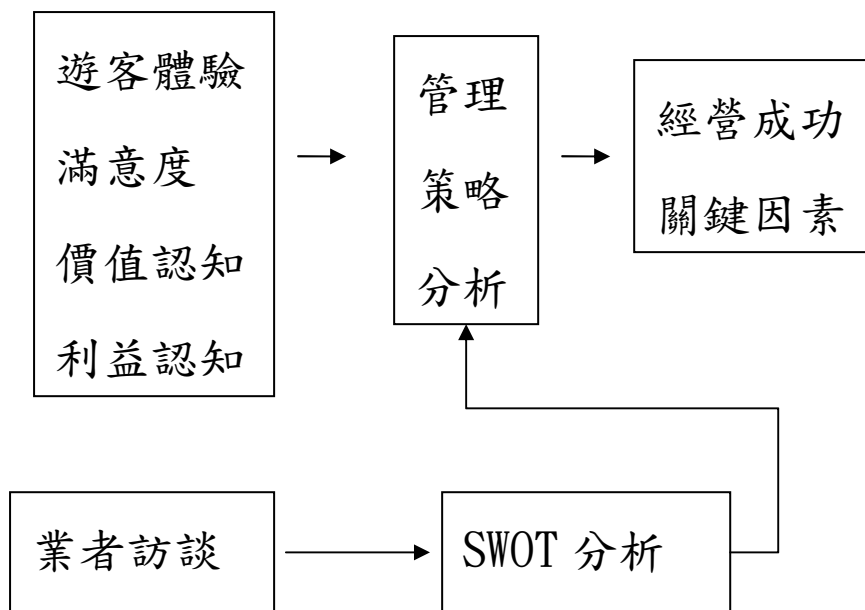 遊客體驗
滿意度
價值認知
利益認知
管理
策略
分析
經營成功
關鍵因素
業者訪談
SWOT 分析